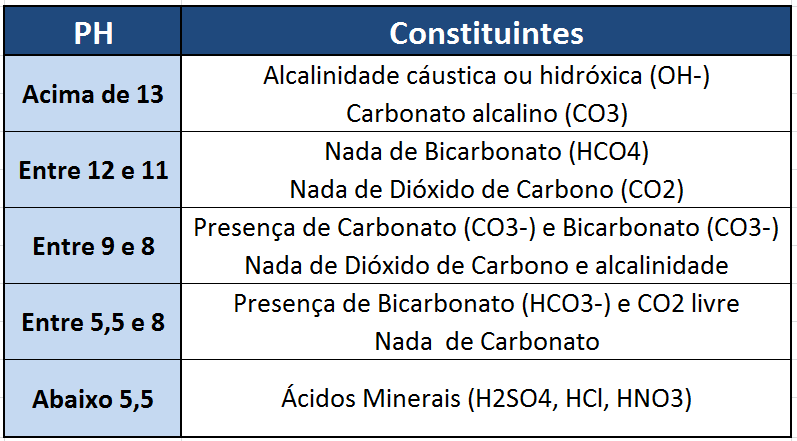 PH Constituintes
Acima de 13
Alcalinidade cáustica ou hidróxica (OH-)
Carbonato alcalino (CO3)
Entre 12 e 11
Nada de Bicarbonato (HCO4)
Nada de Dióxido de Carbono (CO2)
Entre 9 e 8
Presença de Carbonato (CO3-) e Bicarbonato (CO3-)
Nada de Dióxido de Carbono e alcalinidade
Entre 5,5 e 8
Presença de Bicarbonato (HCO3-) e CO2 livre
Nada  de Carbonato
Abaixo 5,5
Ácidos Minerais (H2SO4, HCl, HNO3)